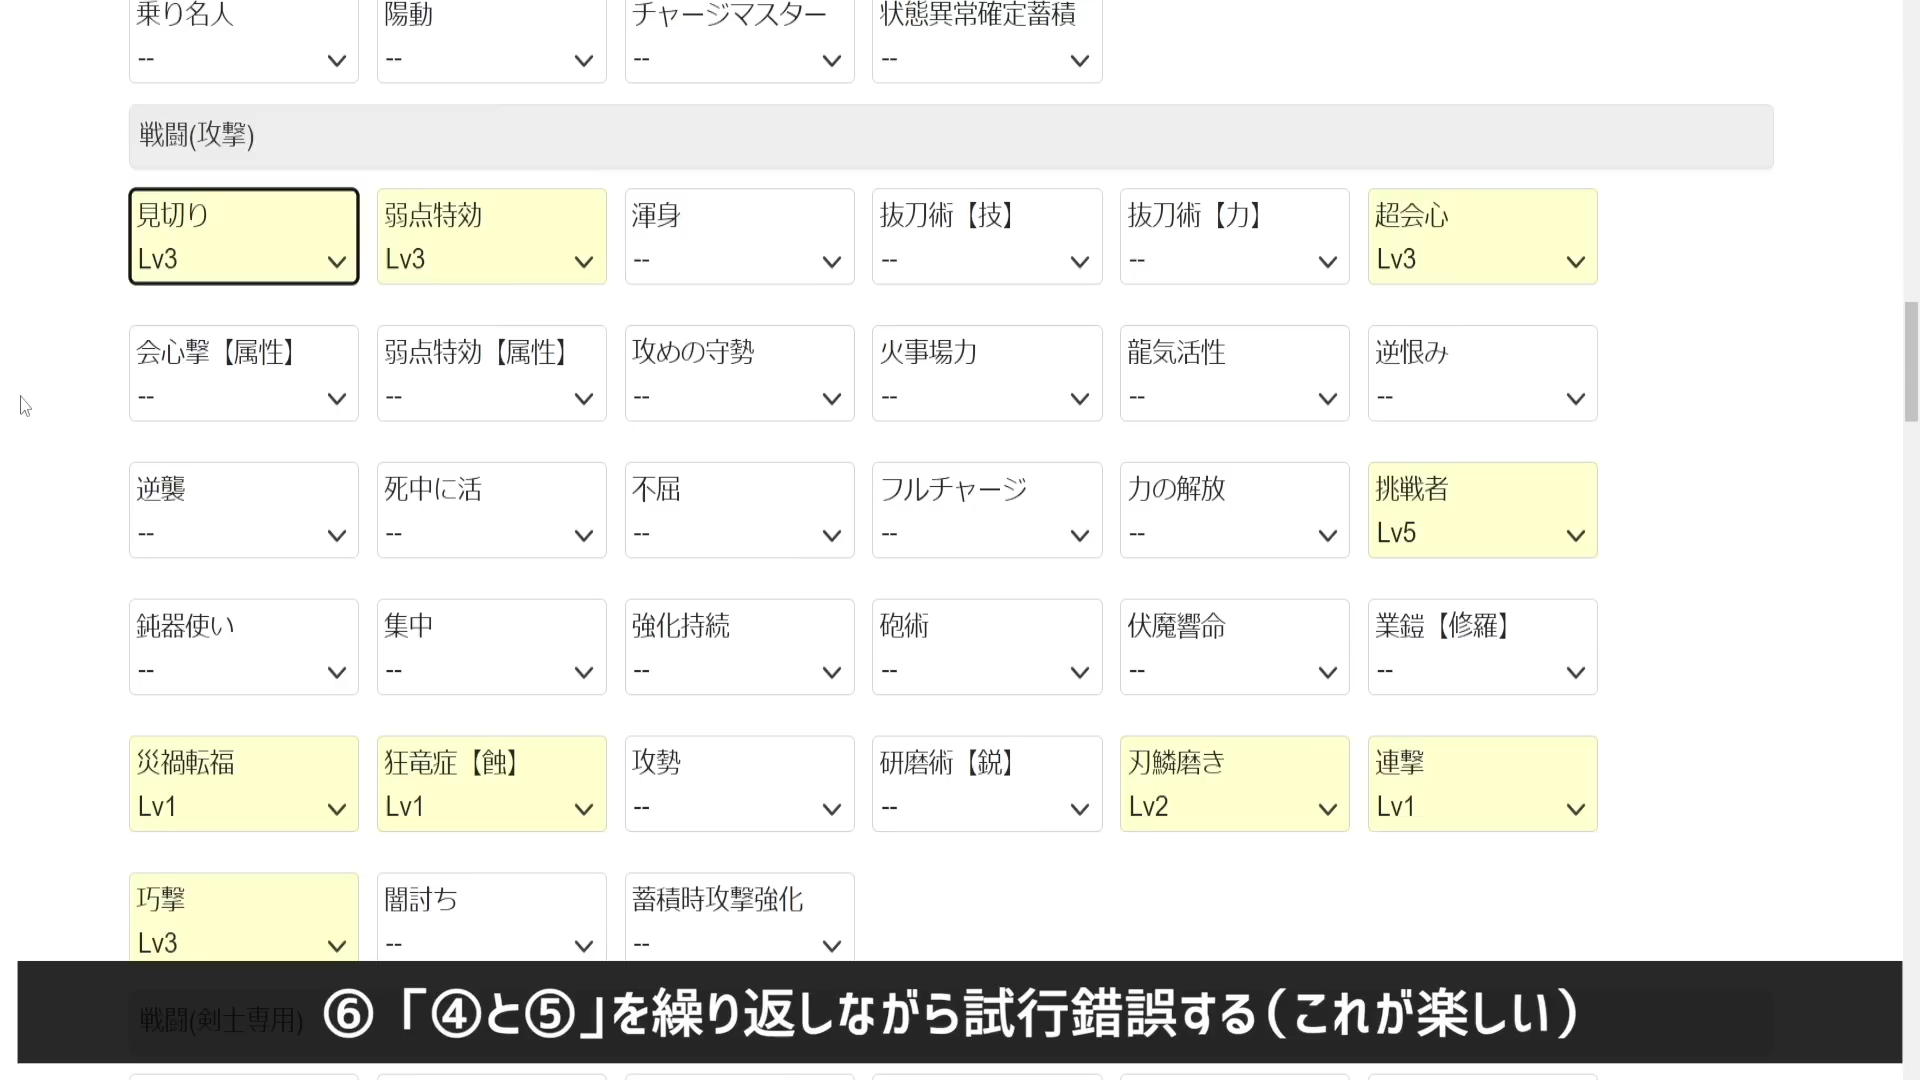 乗り名人 陽動 チャージマスター 状態異常確定蓄積
-- -- -- --
戦闘(攻撃)
見切り 弱点特効 渾身 抜刀術【技】 抜刀術【力】 超会心
Lv3 Lv3 -- -- -- Lv3
会心撃【属性】 弱点特効【属性】 攻めの守勢 火事場力 龍気活性 逆恨み
-- -- -- -- -- --
逆襲 死中に活 不屈 フルチャージ 力の解放 挑戦者
-- -- -- -- -- Lv5
鈍器使い 集中 強化持続 砲術 伏魔響命 業鎧【修羅】
-- -- -- -- -- --
災禍転福 狂竜症【蝕】 攻勢 研磨術【鋭】 刃鱗磨き 連撃
Lv1 Lv1 -- -- Lv2 Lv1
巧撃 闇討ち 蓄積時攻撃強化
Lv3 -- --
戦闘(剣士専用)
⑥「④と⑤」を繰り返しながら試行錯誤する（これが楽しい）